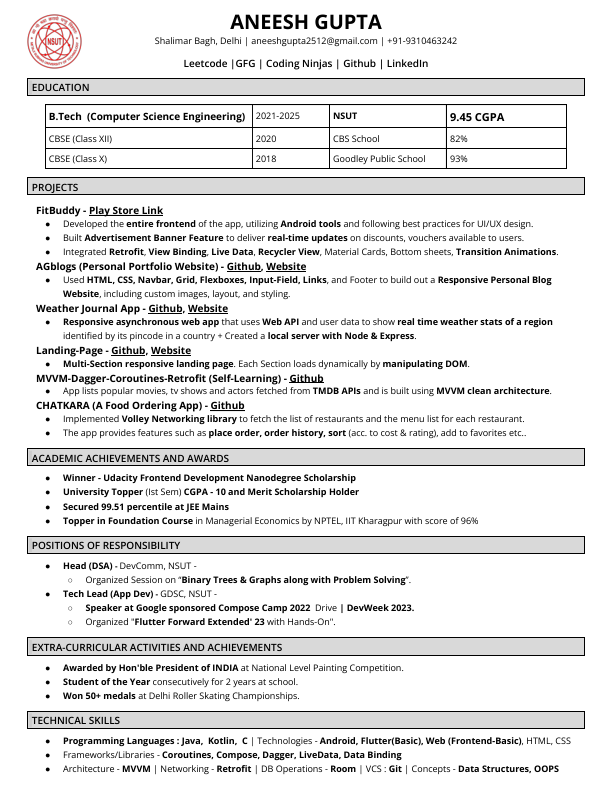 ANEESH GUPTA
NSUT
Shalimar Bagh, Delhi | aneeshgupta2512@gmail.com | +91-9310463242
Leetcode |GFG | Coding Ninjas | Github | LinkedIn
EDUCATION
B.Tech (Computer Science Engineering) 2021-2025 NSUT 9.45 CGPA
CBSE (Class XII) 2020 CBS School 82%
CBSE (Class X) 2018 Goodley Public School 93%
PROJECTS
FitBuddy - Play Store Link
● Developed the entire frontend of the app, utilizing Android tools and following best practices for UI/UX design.
● Built Advertisement Banner Feature to deliver real-time updates on discounts, vouchers available to users.
● Integrated Retrofit, View Binding, Live Data, Recycler View, Material Cards, Bottom sheets, Transition Animations.
AGblogs (Personal Portfolio Website) - Github, Website
● Used HTML, CSS, Navbar, Grid, Flexboxes, Input-Field, Links, and Footer to build out a Responsive Personal Blog
Website, including custom images, layout, and styling.
Weather Journal App - Github, Website
● Responsive asynchronous web app that uses Web API and user data to show real time weather stats of a region
identified by its pincode in a country + Created a local server with Node & Express.
Landing-Page - Github, Website
● Multi-Section responsive landing page. Each Section loads dynamically by manipulating DOM.
MVVM-Dagger-Coroutines-Retrofit (Self-Learning) - Github
● App lists popular movies, tv shows and actors fetched from TMDB APIs and is built using MVVM clean architecture.
CHATKARA (A Food Ordering App) - Github
● Implemented Volley Networking library to fetch the list of restaurants and the menu list for each restaurant.
● The app provides features such as place order, order history, sort (acc. to cost & rating), add to favorites etc..
ACADEMIC ACHIEVEMENTS AND AWARDS
● Winner - Udacity Frontend Development Nanodegree Scholarship
● University Topper (Ist Sem) CGPA - 10 and Merit Scholarship Holder
● Secured 99.51 percentile at JEE Mains
● Topper in Foundation Course in Managerial Economics by NPTEL, IIT Kharagpur with score of 96%
POSITIONS OF RESPONSIBILITY
● Head (DSA) - DevComm, NSUT -
○ Organized Session on “Binary Trees & Graphs along with Problem Solving”.
● Tech Lead (App Dev) - GDSC, NSUT -
○ Speaker at Google sponsored Compose Camp 2022 Drive | DevWeek 2023.
○ Organized "Flutter Forward Extended' 23 with Hands-On".
EXTRA-CURRICULAR ACTIVITIES AND ACHIEVEMENTS
● Awarded by Hon'ble President of INDIA at National Level Painting Competition.
● Student of the Year consecutively for 2 years at school.
● Won 50+ medals at Delhi Roller Skating Championships.
TECHNICAL SKILLS
● Programming Languages : Java, Kotlin, C | Technologies - Android, Flutter(Basic), Web (Frontend-Basic), HTML, CSS
● Frameworks/Libraries - Coroutines, Compose, Dagger, LiveData, Data Binding
● Architecture - MVVM | Networking - Retrofit | DB Operations - Room | VCS : Git | Concepts - Data Structures, OOPS